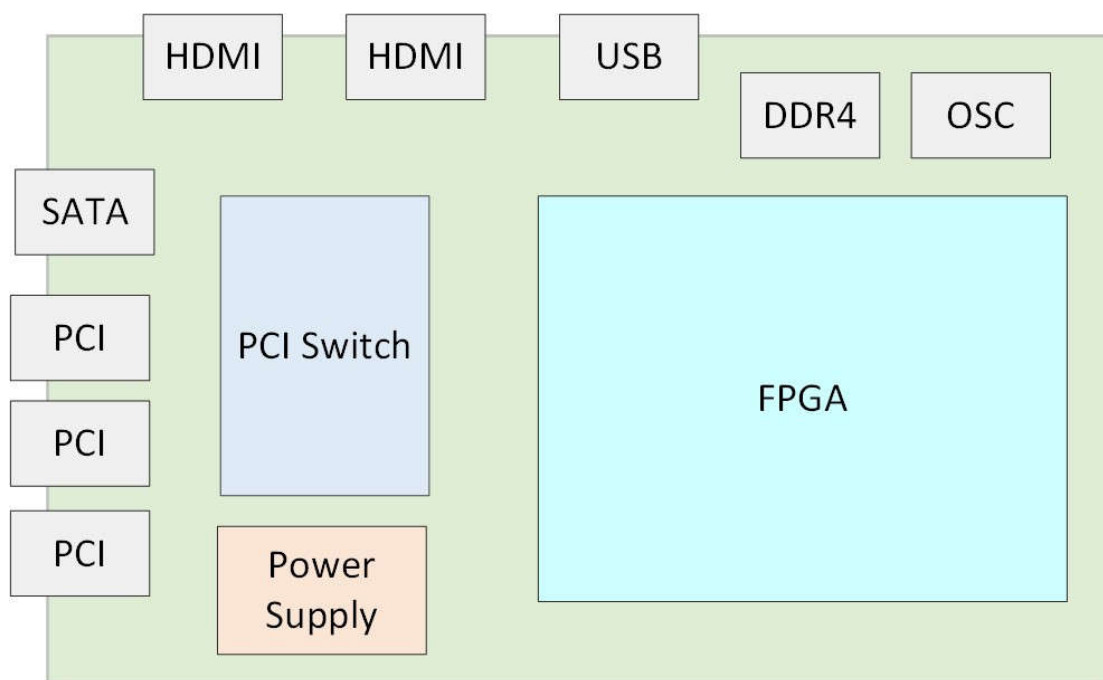 HDMI
HDMI
USB
DDR4
OSC
SATA
PCI
PCI Switch
FPGA
PCI
PCI
Power
Supply